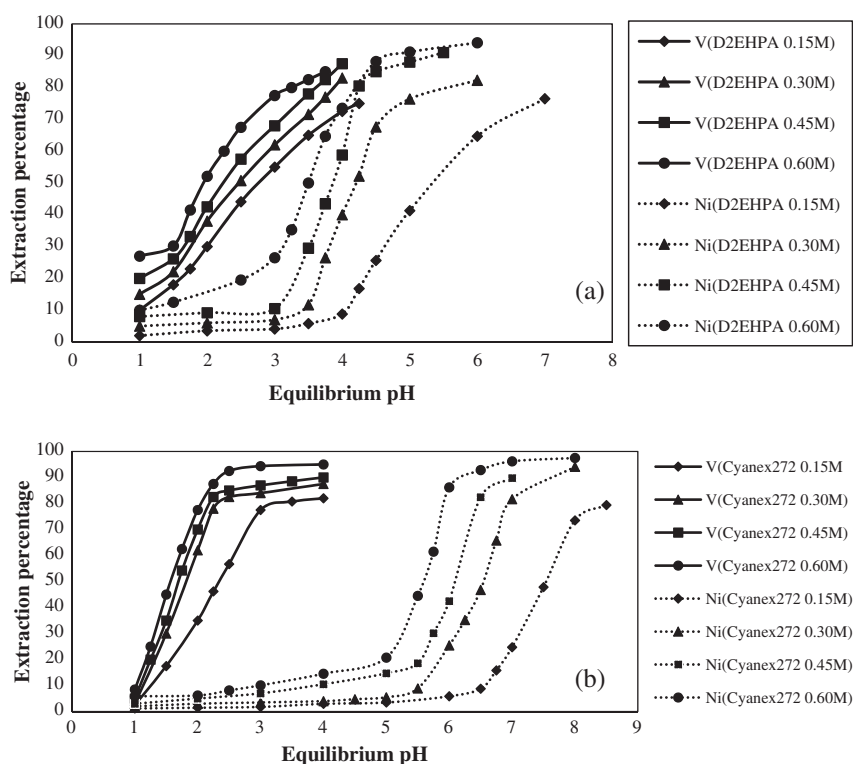 100
90
80
70
60
50
40
30
20
10
0
Extraction percentage
0 1 2 3 4 5 6 7 8
Equilibrium pH
(a)
V(D2EHPA 0.15M)
V(D2EHPA 0.30M)
V(D2EHPA 0.45M)
V(D2EHPA 0.60M)
Ni(D2EHPA 0.15M)
Ni(D2EHPA 0.30M)
Ni(D2EHPA 0.45M)
Ni(D2EHPA 0.60M)
100
90
80
70
60
50
40
30
20
10
0
Extraction percentage
0 1 2 3 4 5 6 7 8 9
Equilibrium pH
(b)
V(Cyanex272 0.15M
V(Cyanex272 0.30M)
V(Cyanex272 0.45M)
V(Cyanex272 0.60M)
Ni(Cyanex272 0.15M)
Ni(Cyanex272 0.30M)
Ni(Cyanex272 0.45M)
Ni(Cyanex272 0.60M)